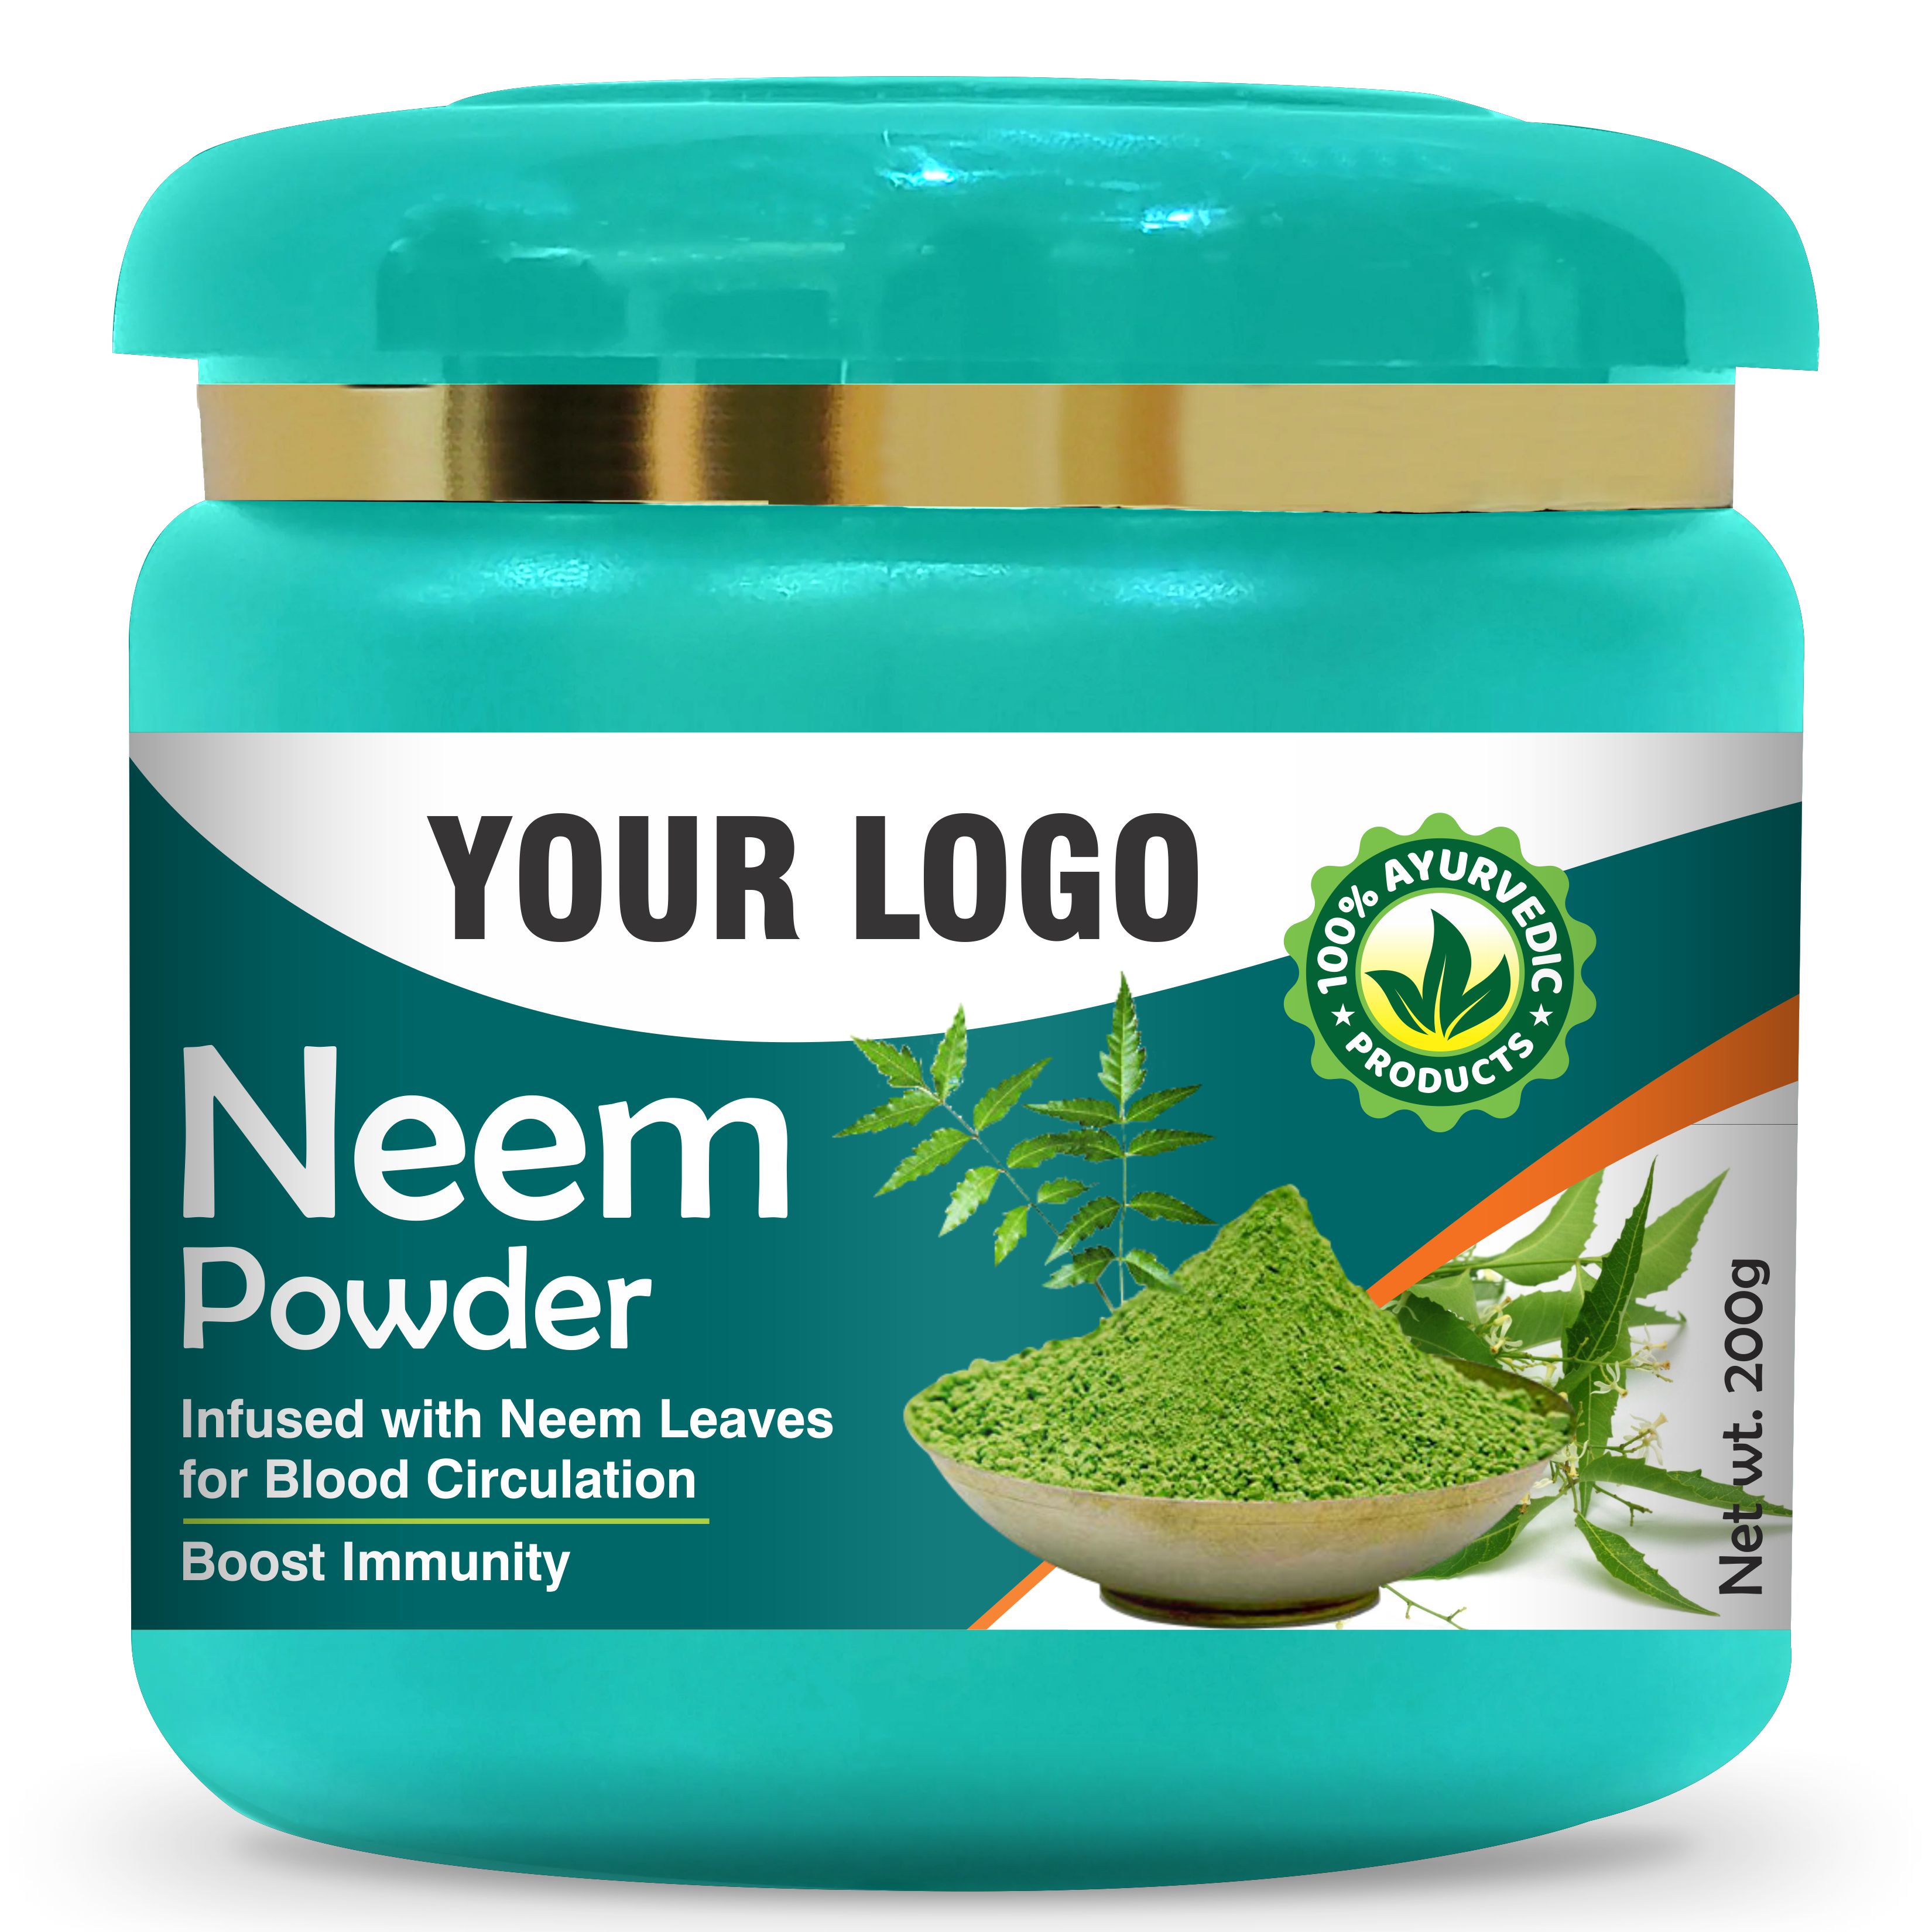 YOUR LOGO
100% AYURVEDIC
PRODUCTS
Neem
Powder
Infused with Neem Leaves
for Blood Circulation
Boost Immunity
Net wt. 200g